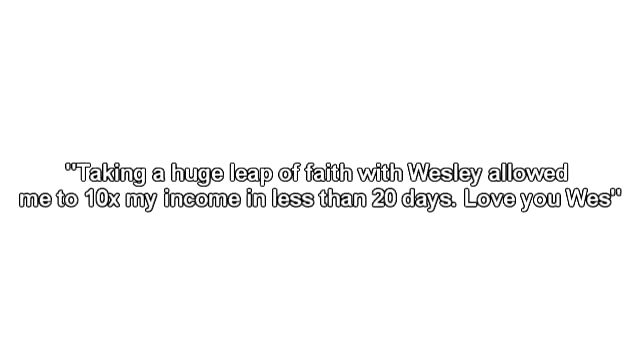 "Taking a huge leap of faith with Wesley allowed
me to 10x my income in less than 20 days. Love you Wes"